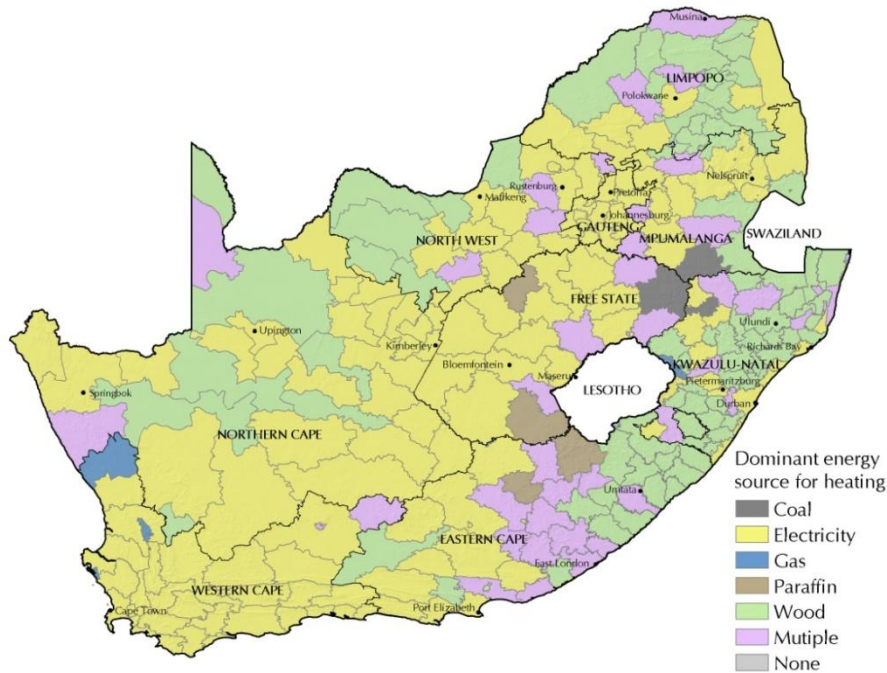 Musina
LIMPOPO
Polokwane
Nelspruit
Rustenburg
Pretoria
Mafikeng
Johannesburg
GAUTENG
NORTH WEST
MPUMALANGA
SWAZILAND
FREE STATE
Ulundi
Upington
Kimberley
Richards Bay
Bloemfontein
KWAZULU-NATAL
Maseru
Pietermaritzburg
LESOTHO
Springbok
Durban
NORTHERN CAPE
Umtata
EASTERN CAPE
East London
WESTERN CAPE
Cape Town
Port Elizabeth
Dominant energy
source for heating
Coal
Electricity
Gas
Paraffin
Wood
Mutiple
None